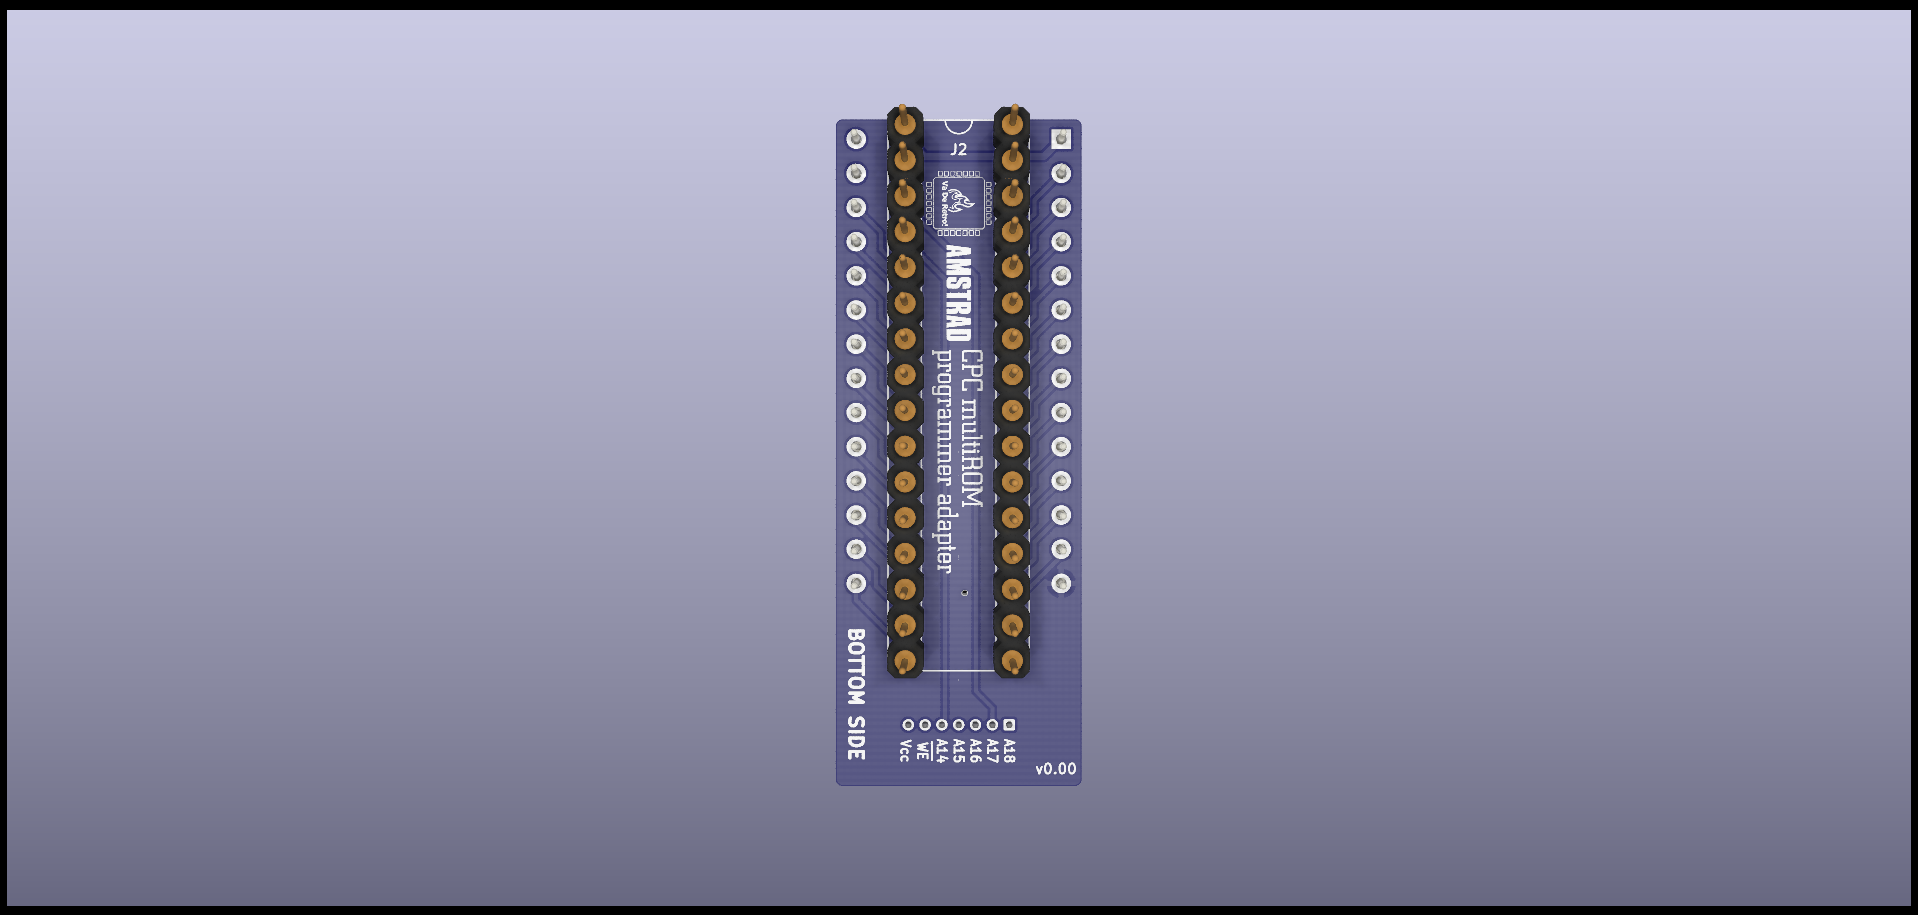 J2
Va De Retro!
AMSTRAD
CPC multiROM
programmer adapter
BOTTOM SIDE
Vcc
WE
A14
A15
A16
A17
A18
v0.00